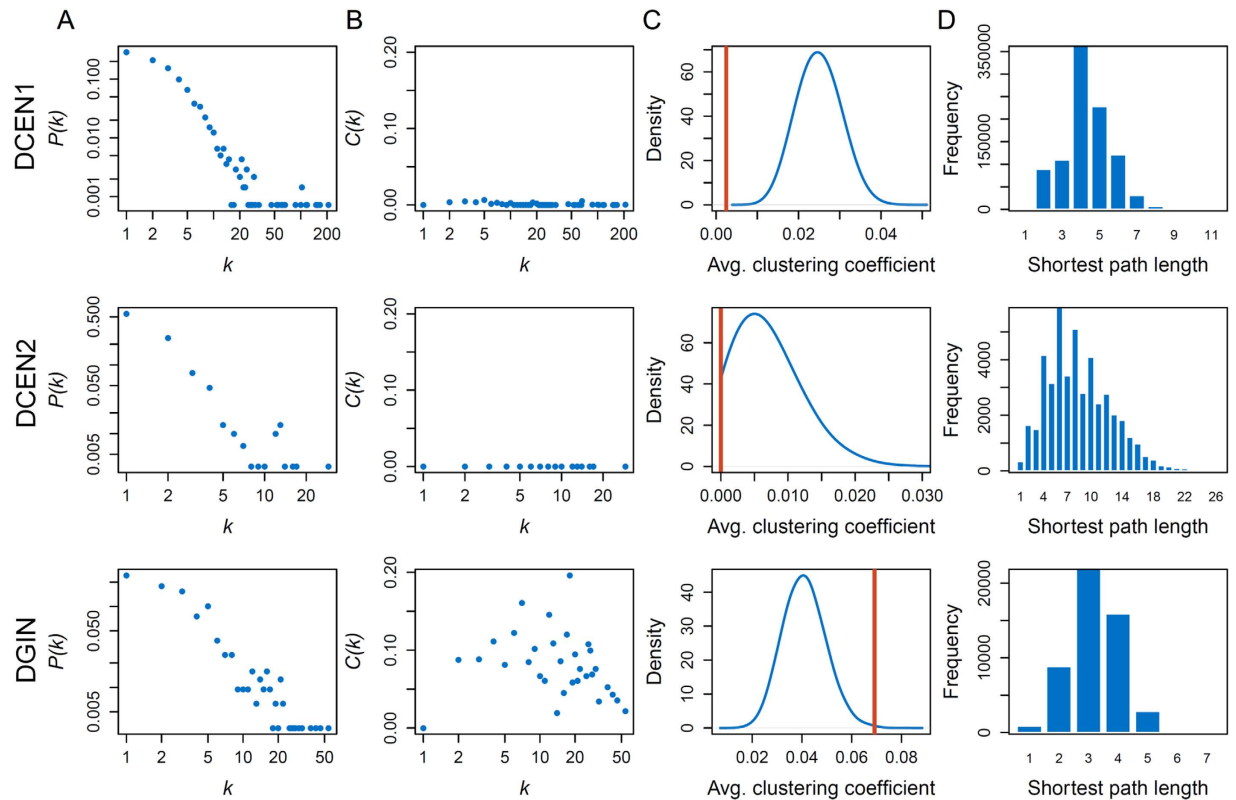 A B C D
DCEN1
P(k)
0.001 0.010 0.100
1 2 5 20 50 200
k
C(k)
0.00 0.10 0.20
1 2 5 20 50 200
k
Density
0 20 40 60
0.00 0.02 0.04
Avg. clustering coefficient
Frequency
0 150000 350000
1 3 5 7 9 11
Shortest path length
DCEN2
P(k)
0.005 0.050 0.500
1 2 5 10 20
k
C(k)
0.00 0.10 0.20
1 2 5 10 20
k
Density
0 20 40 60
0.000 0.010 0.020 0.030
Avg. clustering coefficient
Frequency
0 2000 4000
1 4 7 10 14 18 22 26
Shortest path length
DGIN
P(k)
0.005 0.050
1 2 5 10 20 50
k
C(k)
0.00 0.05 0.10 0.15 0.20
1 2 5 10 20 50
k
Density
0 10 20 30 40
0.02 0.04 0.06 0.08
Avg. clustering coefficient
Frequency
0 10000 20000
1 2 3 4 5 6 7
Shortest path length